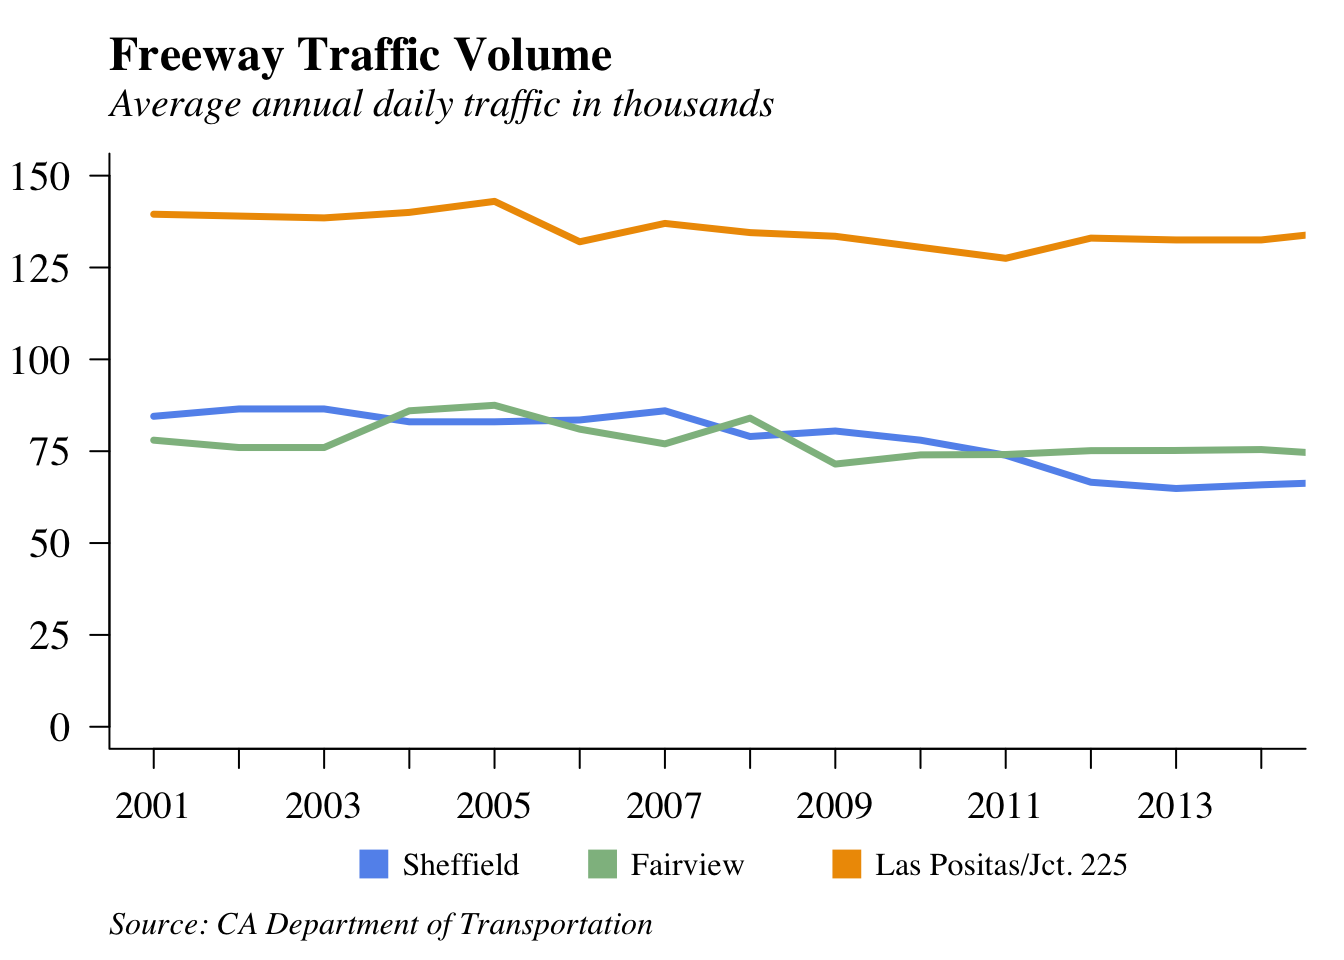 Freeway Traffic Volume
Average annual daily traffic in thousands
150
125
100
75
50
25
0
2001 2003 2005 2007 2009 2011 2013
Sheffield Fairview Las Positas/Jct. 225
Source: CA Department of Transportation